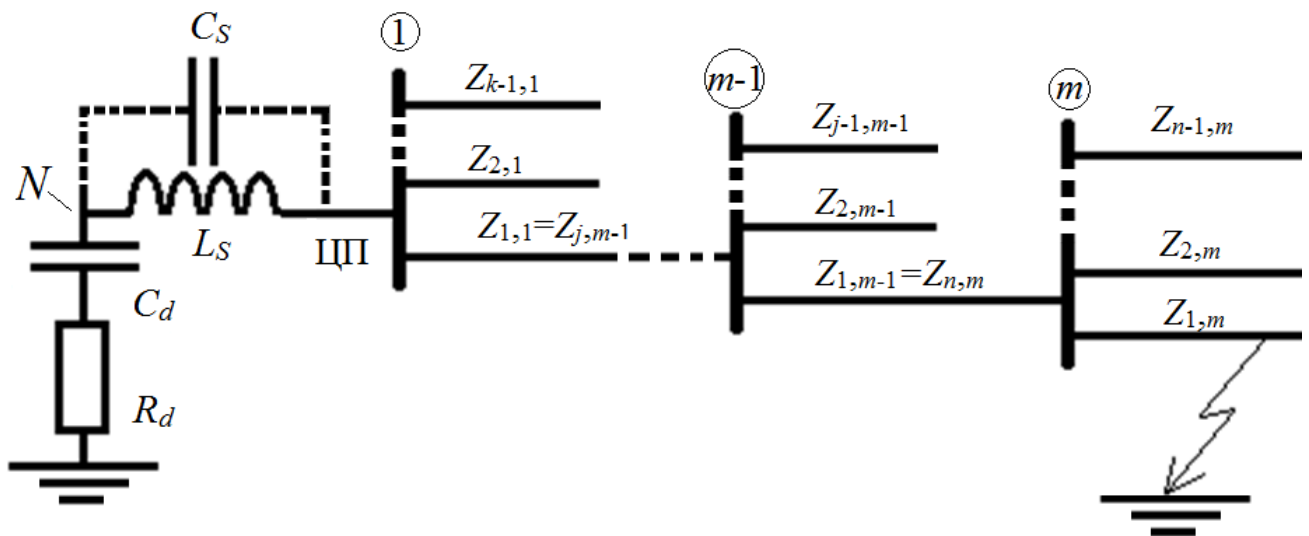 C_S
1
m-1
m
Z_{k-1,1}
Z_{j-1,m-1}
Z_{n-1,m}
Z_{2,1}
N
Z_{2,m-1}
L_S
ЦП
Z_{1,1}=Z_{j,m-1}
Z_{1,m-1}=Z_{n,m}
Z_{2,m}
C_d
Z_{1,m}
R_d